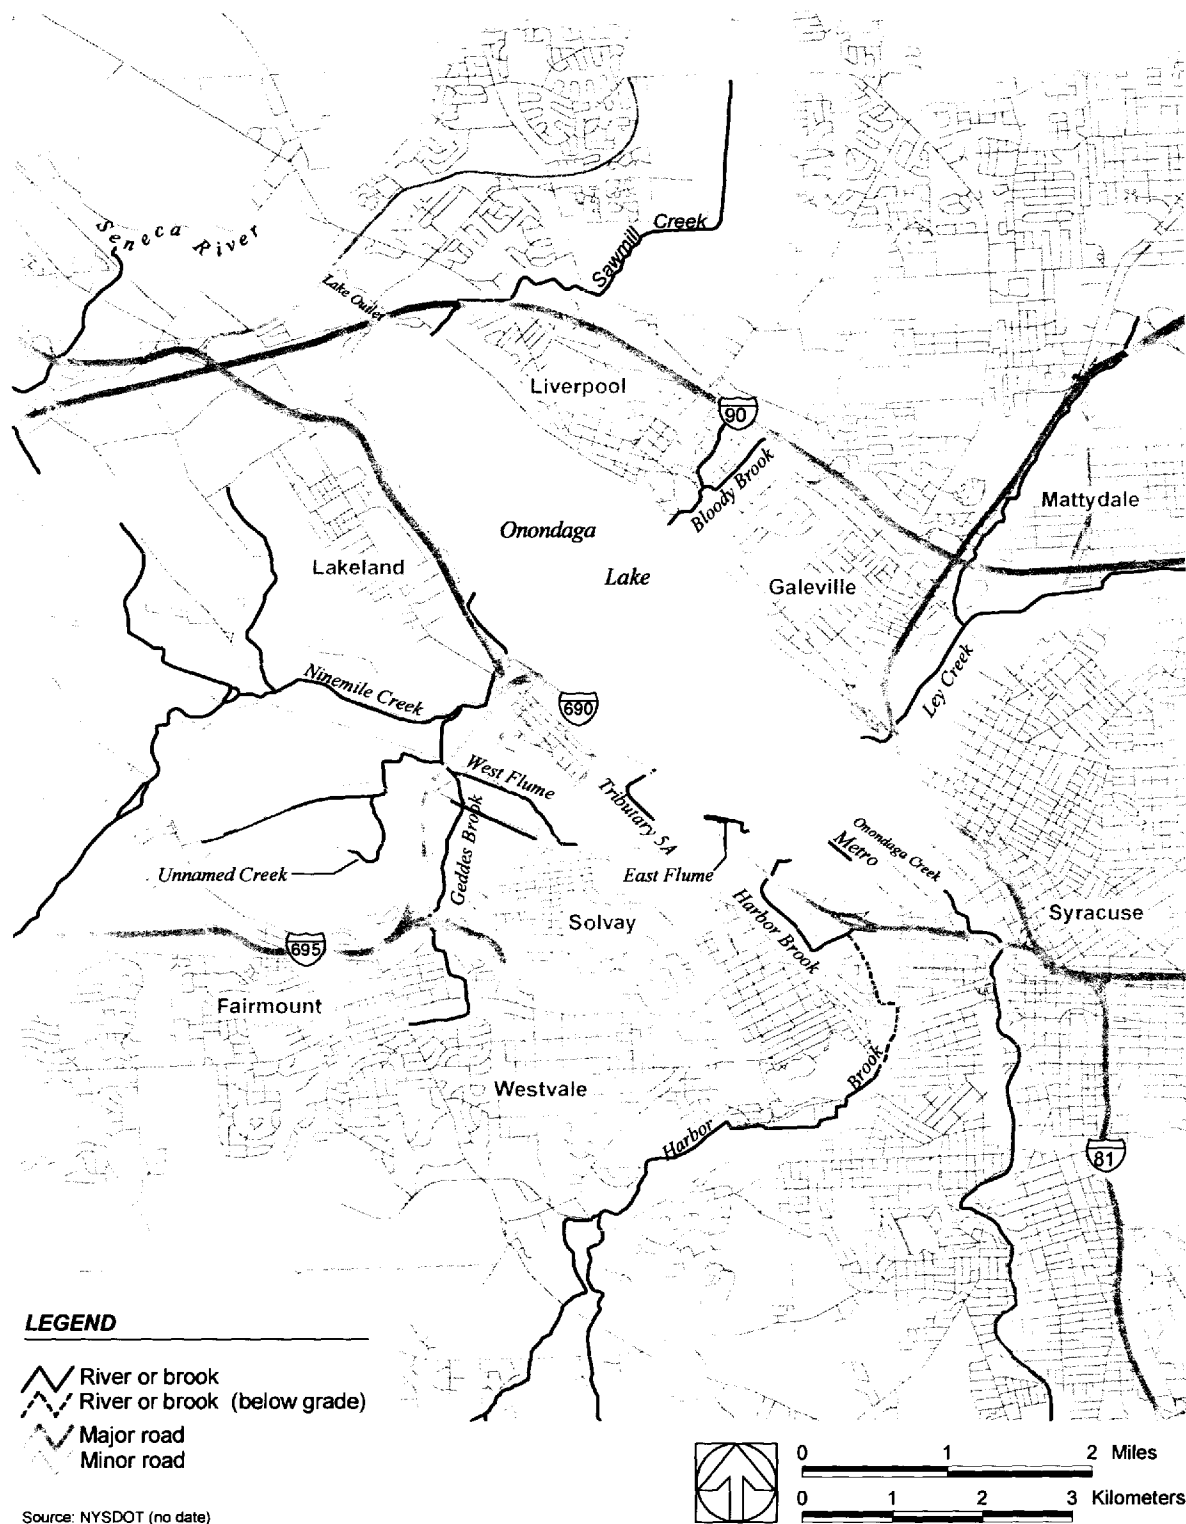 Seneca River
Creek
Sawmill
Lake Outlet
Liverpool
90
Bloody Brook
Mattydale
Onondaga
Lake
Lakeland
Galeville
Ninemile Creek
Ley Creek
690
West Flume
Tributary 5A
Geddes Brook
Onondaga Creek
Metro
Unnamed Creek
East Flume
Harbor Brook
Solvay
Syracuse
695
Fairmount
Brook
Westvale
Harbor
81
LEGEND
River or brook
River or brook (below grade)
Major road
Minor road
0 1 2 Miles
0 1 2 3 Kilometers
Source: NYSDOT (no date)